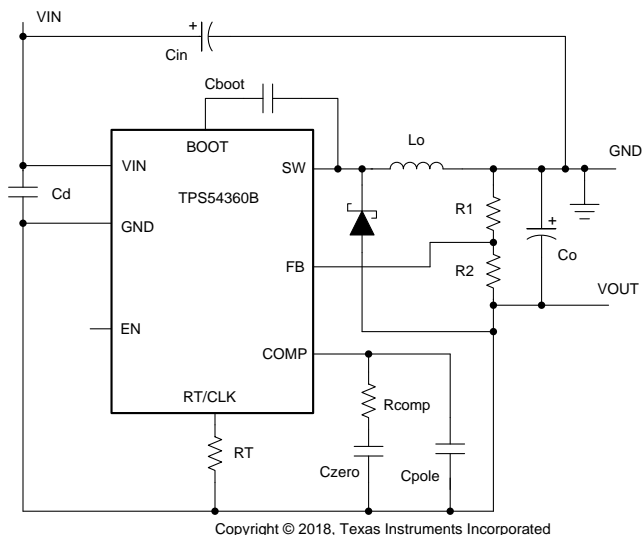 VIN
+
Cin
Cboot
BOOT
Lo
GND
VIN
SW
Cd
TPS54360B
R1
+
GND
Co
FB
R2
VOUT
EN
COMP
RT/CLK
Rcomp
RT
Czero
Cpole
Copyright © 2018, Texas Instruments Incorporated